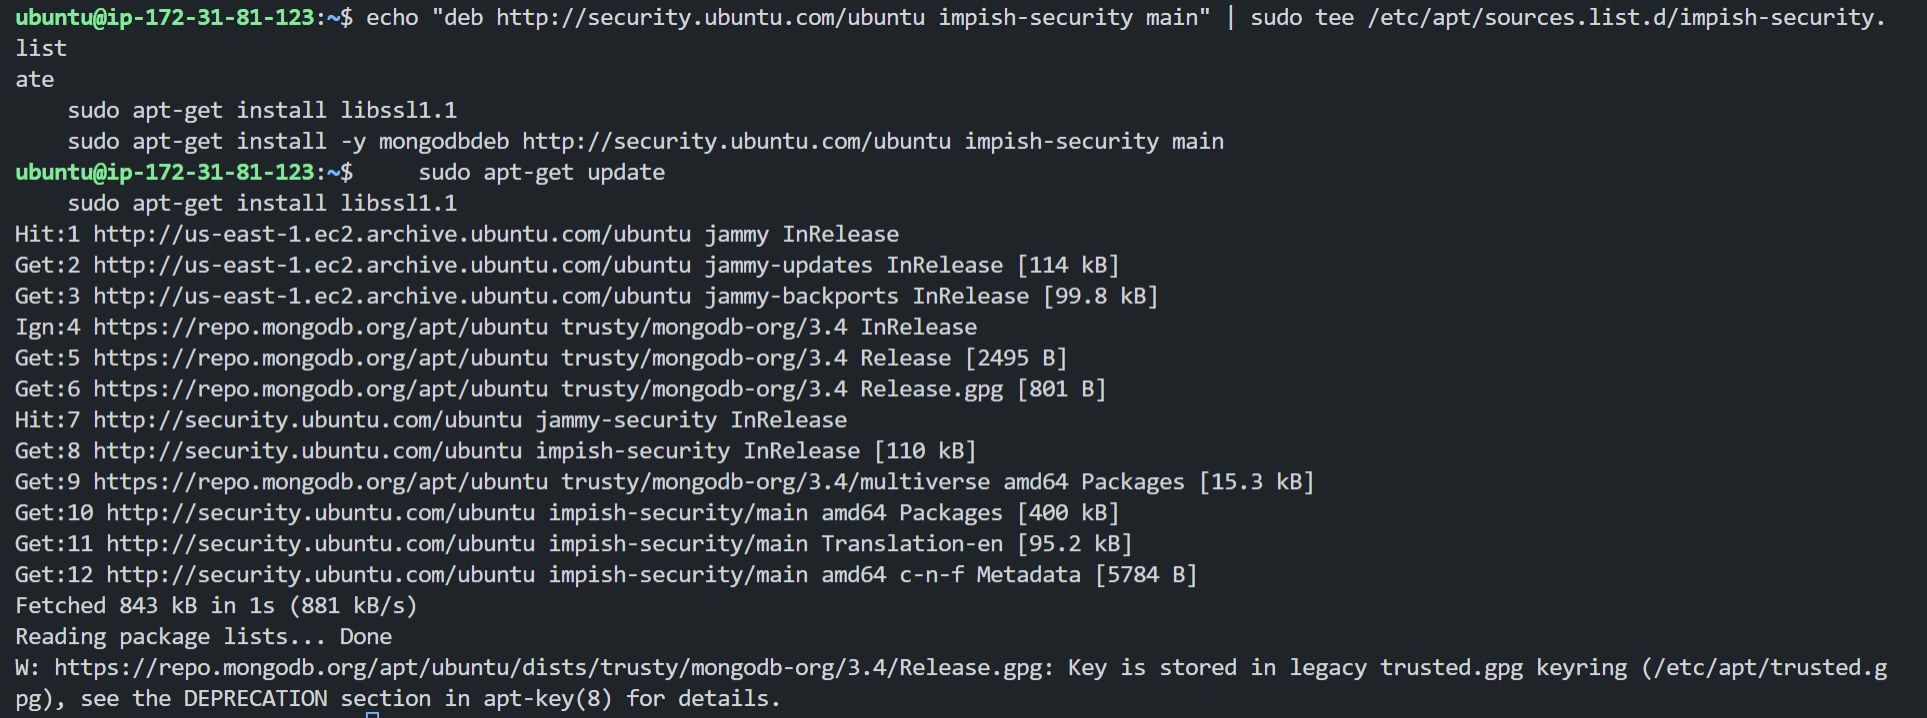 ubuntu@ip-172-31-81-123:~$ echo "deb http://security.ubuntu.com/ubuntu impish-security main" | sudo tee /etc/apt/sources.list.d/impish-security.
list
ate
    sudo apt-get install libssl1.1
    sudo apt-get install -y mongodbdeb http://security.ubuntu.com/ubuntu impish-security main
ubuntu@ip-172-31-81-123:~$     sudo apt-get update
    sudo apt-get install libssl1.1
Hit:1 http://us-east-1.ec2.archive.ubuntu.com/ubuntu jammy InRelease
Get:2 http://us-east-1.ec2.archive.ubuntu.com/ubuntu jammy-updates InRelease [114 kB]
Get:3 http://us-east-1.ec2.archive.ubuntu.com/ubuntu jammy-backports InRelease [99.8 kB]
Ign:4 https://repo.mongodb.org/apt/ubuntu trusty/mongodb-org/3.4 InRelease
Get:5 https://repo.mongodb.org/apt/ubuntu trusty/mongodb-org/3.4 Release [2495 B]
Get:6 https://repo.mongodb.org/apt/ubuntu trusty/mongodb-org/3.4 Release.gpg [801 B]
Hit:7 http://security.ubuntu.com/ubuntu jammy-security InRelease
Get:8 http://security.ubuntu.com/ubuntu impish-security InRelease [110 kB]
Get:9 https://repo.mongodb.org/apt/ubuntu trusty/mongodb-org/3.4/multiverse amd64 Packages [15.3 kB]
Get:10 http://security.ubuntu.com/ubuntu impish-security/main amd64 Packages [400 kB]
Get:11 http://security.ubuntu.com/ubuntu impish-security/main Translation-en [95.2 kB]
Get:12 http://security.ubuntu.com/ubuntu impish-security/main amd64 c-n-f Metadata [5784 B]
Fetched 843 kB in 1s (881 kB/s)
Reading package lists... Done
W: https://repo.mongodb.org/apt/ubuntu/dists/trusty/mongodb-org/3.4/Release.gpg: Key is stored in legacy trusted.gpg keyring (/etc/apt/trusted.g
pg), see the DEPRECATION section in apt-key(8) for details.